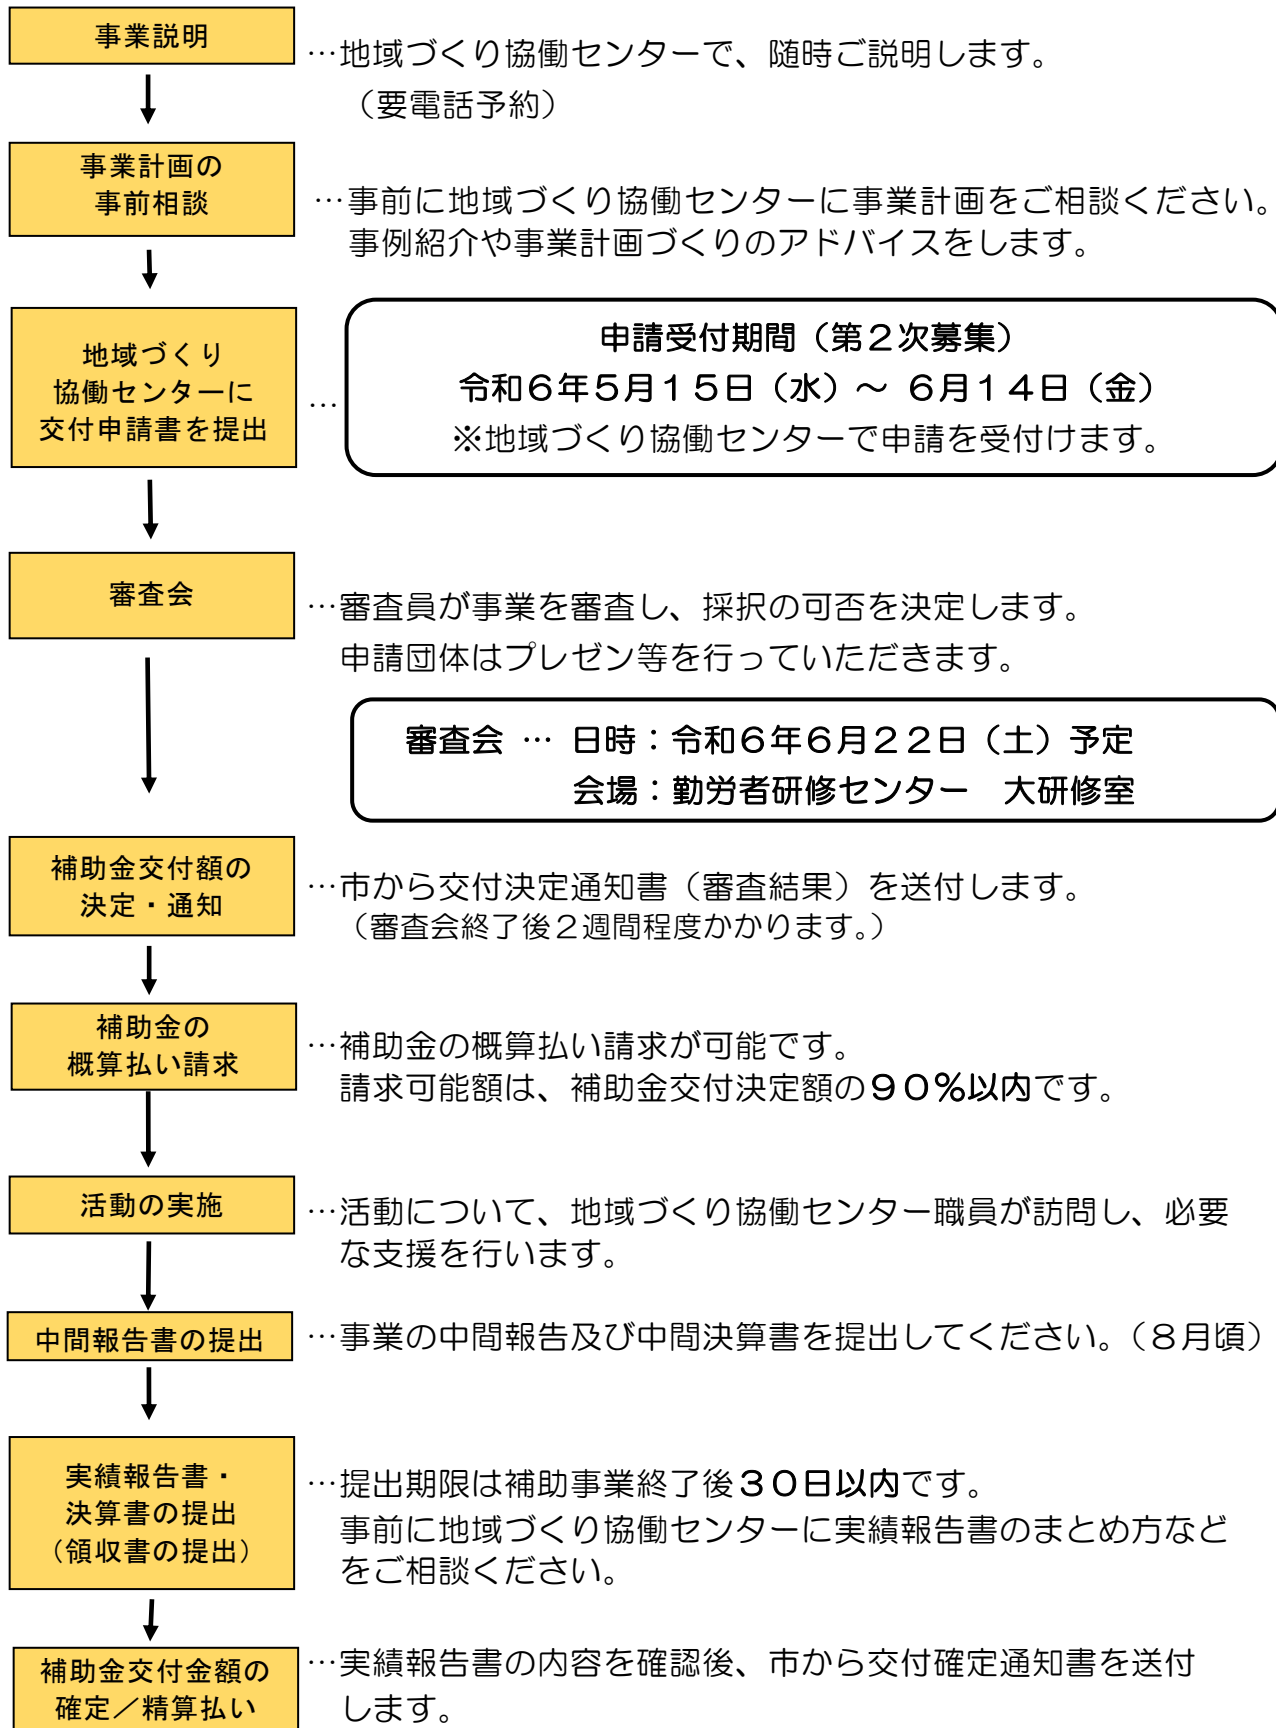 事業説明
…地域づくり協働センターで、随時ご説明します。
（要電話予約）
事業計画の
事前相談
…事前に地域づくり協働センターに事業計画をご相談ください。
事例紹介や事業計画づくりのアドバイスをします。
地域づくり
協働センターに
交付申請書を提出
…
申請受付期間（第２次募集）
令和６年５月１５日（水）～ ６月１４日（金）
※地域づくり協働センターで申請を受付けます。
審査会
…審査員が事業を審査し、採択の可否を決定します。
申請団体はプレゼン等を行っていただきます。
審査会 … 日時：令和６年６月２２日（土）予定
会場：勤労者研修センター　大研修室
補助金交付額の
決定・通知
…市から交付決定通知書（審査結果）を送付します。
（審査会終了後２週間程度かかります。）
補助金の
概算払い請求
…補助金の概算払い請求が可能です。
請求可能額は、補助金交付決定額の９０％以内です。
活動の実施
…活動について、地域づくり協働センター職員が訪問し、必要
な支援を行います。
中間報告書の提出
…事業の中間報告及び中間決算書を提出してください。（８月頃）
実績報告書・
決算書の提出
（領収書の提出）
…提出期限は補助事業終了後３０日以内です。
事前に地域づくり協働センターに実績報告書のまとめ方など
をご相談ください。
補助金交付金額の
確定／精算払い
…実績報告書の内容を確認後、市から交付確定通知書を送付
します。